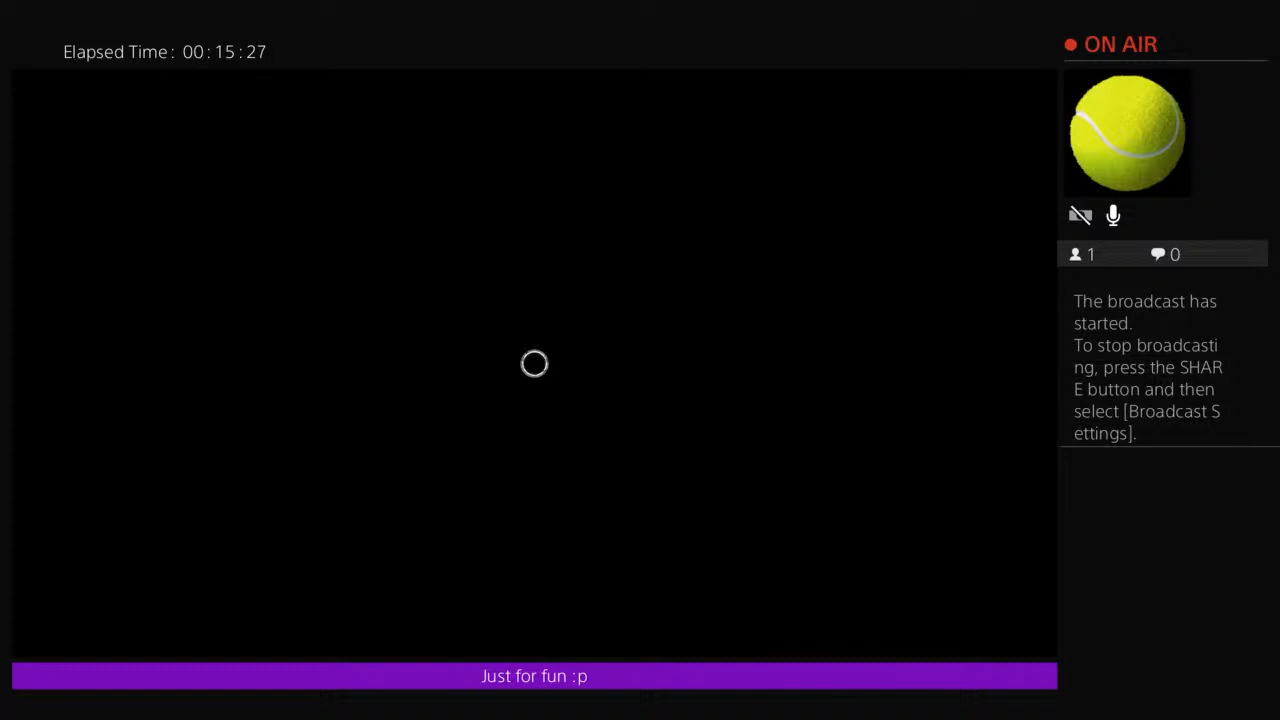 Elapsed Time: 00:15:27
ON AIR
1 0
The broadcast has
started.
To stop broadcasti
ng, press the SHAR
E button and then
select [Broadcast S
ettings].
Just for fun :p